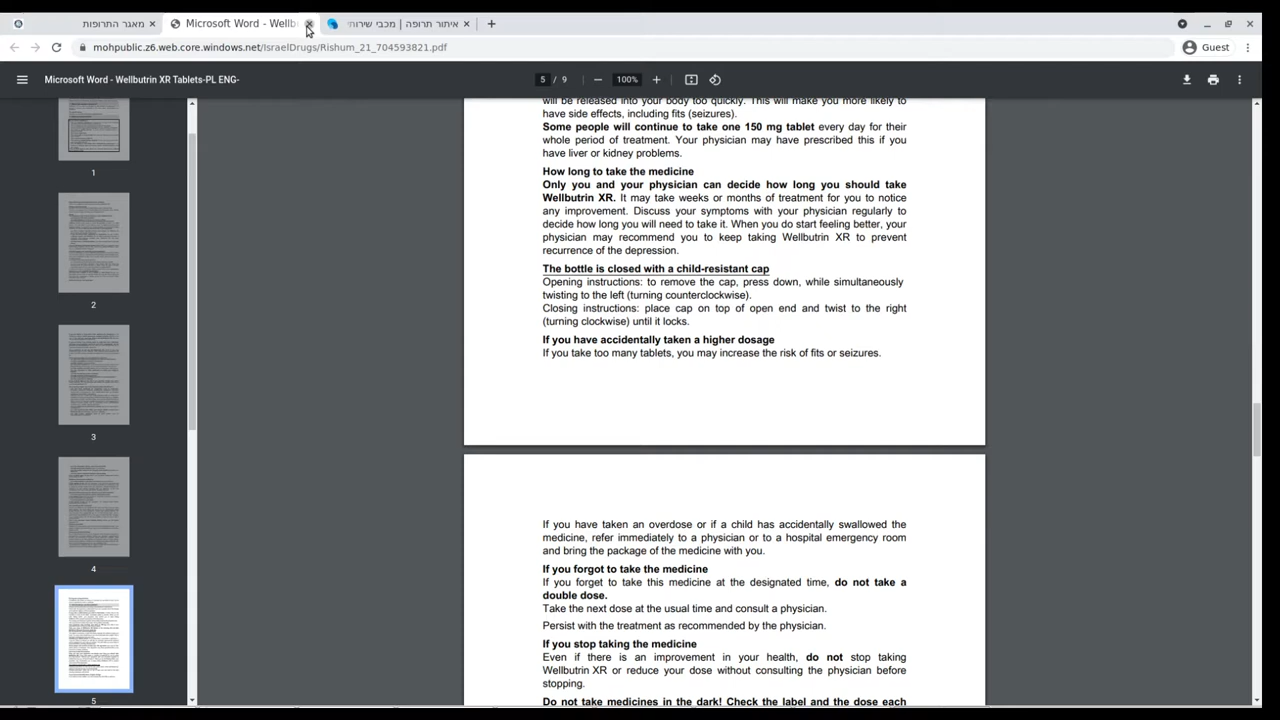 מאגר התרופות
Microsoft Word - Wellb
איתור תרופה | מכבי שירותי
mohpublic.z6.web.core.windows.net/IsraelDrugs/Rishum_21_704593821.pdf
Guest
Microsoft Word - Wellbutrin XR Tablets-PL ENG-
5 / 9
100%
1
2
3
4
5
will be released into your body too quickly. This will make you more likely to
have side effects, including fits (seizures).
Some people will continue to take one 150 mg tablet every day for their
whole period of treatment. Your physician may have prescribed this if you
have liver or kidney problems.
How long to take the medicine
Only you and your physician can decide how long you should take
Wellbutrin XR. It may take weeks or months of treatment for you to notice
any improvement. Discuss your symptoms with your physician regularly to
decide how long you will need to take it. When you do start feeling better, your
physician may recommend you to keep taking Wellbutrin XR to prevent
recurrence of the depression.
The bottle is closed with a child-resistant cap
Opening instructions: to remove the cap, press down, while simultaneously
twisting to the left (turning counterclockwise).
Closing instructions: place cap on top of open end and twist to the right
(turning clockwise) until it locks.
If you have accidentally taken a higher dosage
If you take too many tablets, you may increase the risk of fits or seizures.
If you have taken an overdose or if a child has accidentally swallowed the
medicine, refer immediately to a physician or to a hospital emergency room
and bring the package of the medicine with you.
If you forgot to take the medicine
If you forget to take this medicine at the designated time, do not take a
double dose.
Take the next dose at the usual time and consult a physician.
Persist with the treatment as recommended by the physician.
If you stop taking the medicine
Even if there is an improvement in your health, do not stop taking
Wellbutrin XR or reduce your dose without consulting the physician before
stopping.
Do not take medicines in the dark! Check the label and the dose each